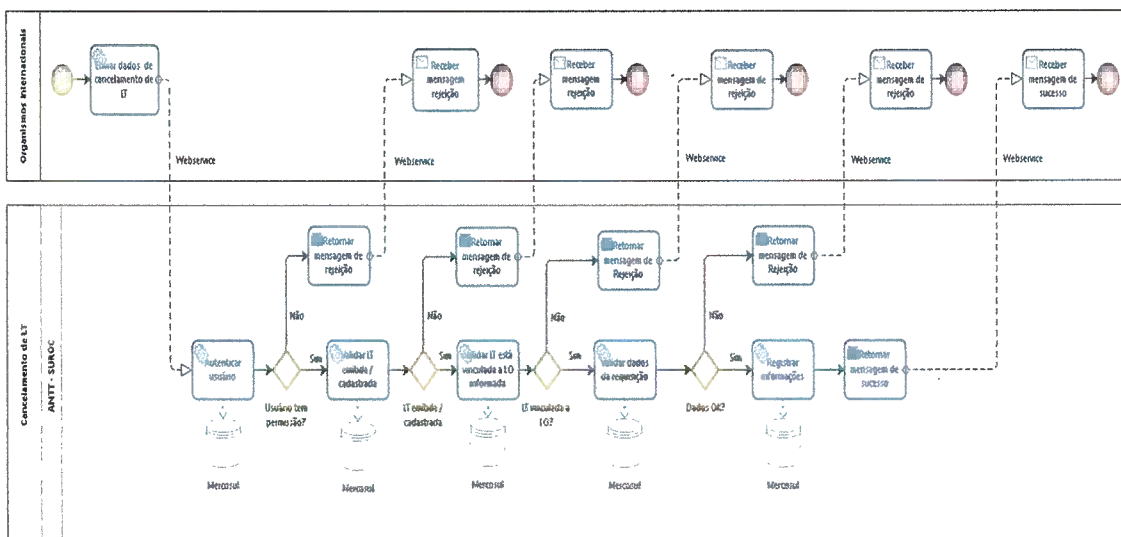 Organismos Internacionais
Enviar dados de
cancelamento de
LT
Receber
mensagem
rejeição
Receber
mensagem
rejeição
Receber
mensagem de
rejeição
Receber
mensagem de
rejeição
Receber
mensagem de
sucesso
Webservice
Webservice
Webservice
Webservice
Webservice
Cancelamento de LT
ANTT - SUROC
Retornar
mensagem de
rejeição
Retornar
mensagem de
rejeição
Retornar
mensagem de
Rejeição
Retornar
mensagem de
Rejeição
Não
Não
Não
Não
Autenticar
usuário
Sim
Validar LT
emitida /
cadastrada
Sim
Validar LT está
vinculada a LO
informada
Sim
Validar dados
da requisição
Sim
Registrar
informações
Retornar
mensagem de
sucesso
Usuário tem
permissão?
LT emitida /
cadastrada
LT vinculada a
LO?
Dados OK?
Mercosul
Mercosul
Mercosul
Mercosul
Mercosul